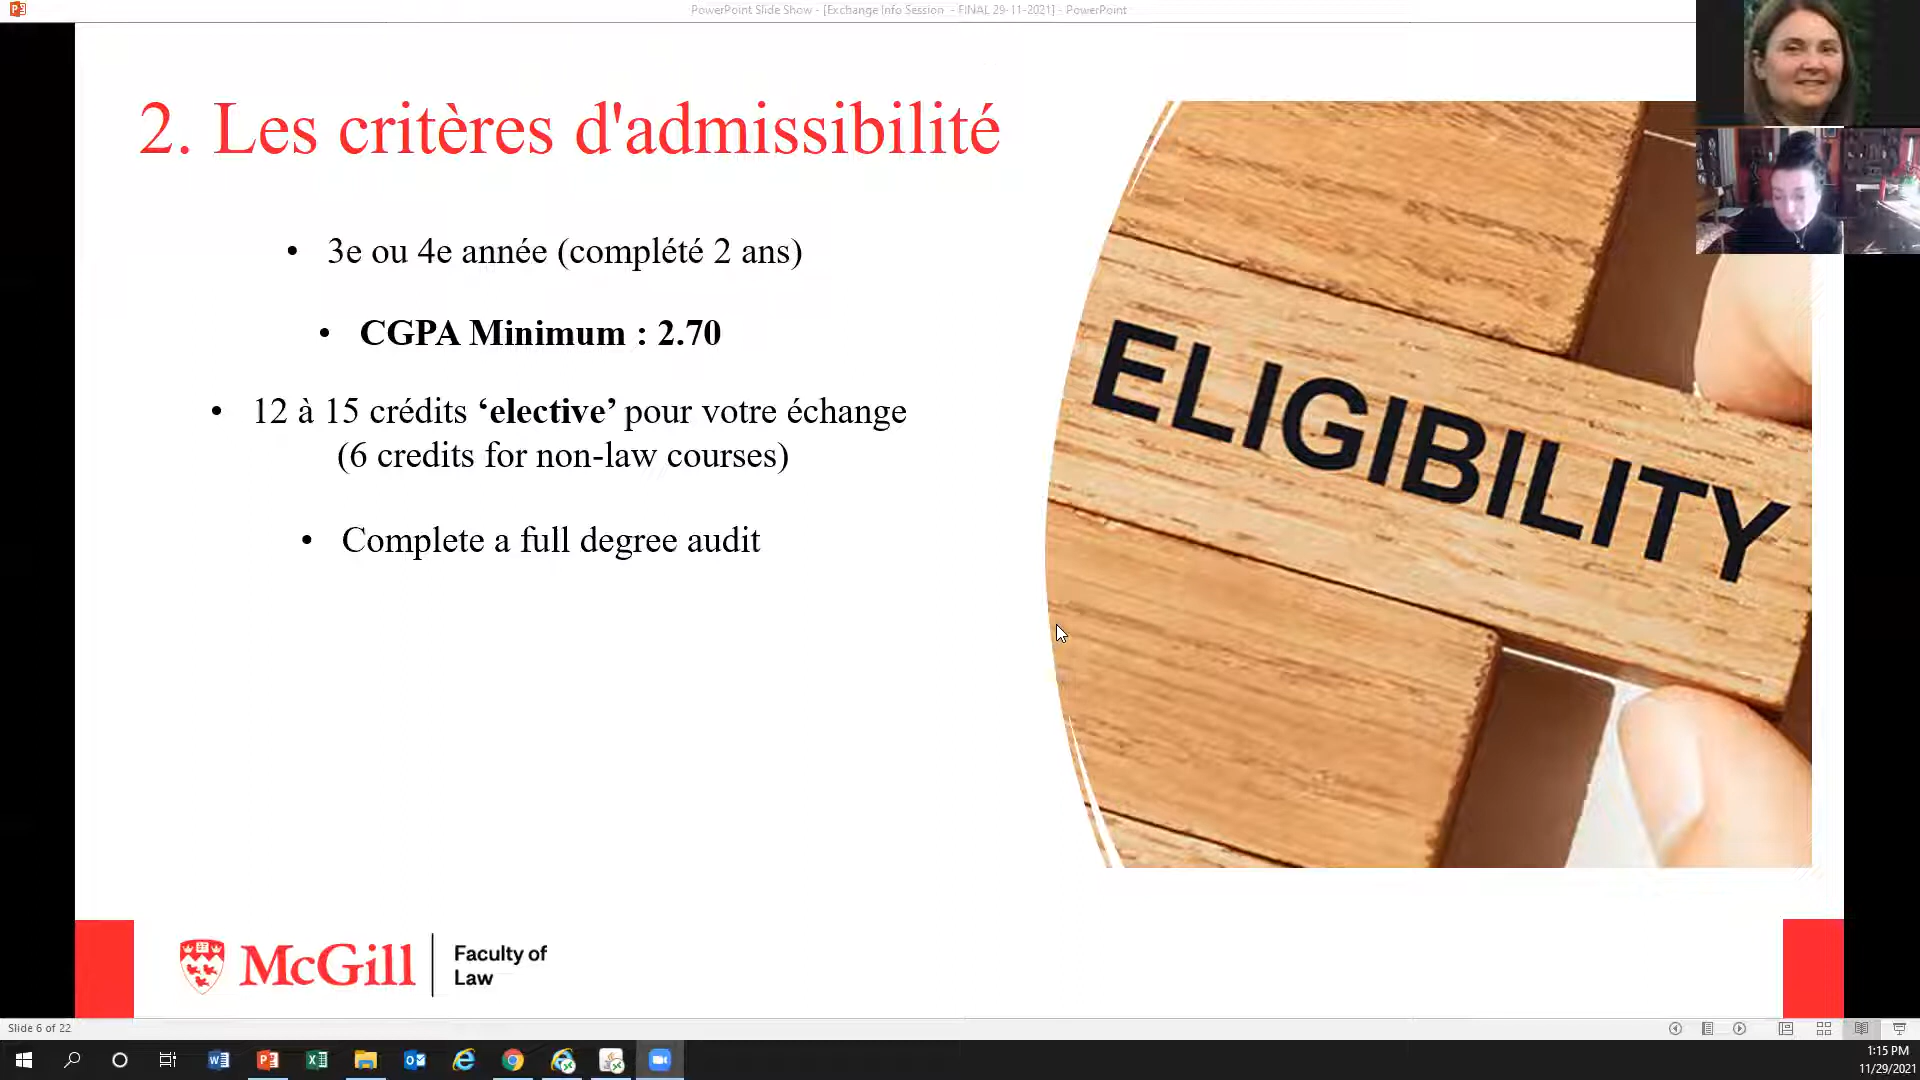 PowerPoint Slide Show - [Exchange Info Session - FINAL 29-11-2021] - PowerPoint
2. Les critères d'admissibilité
• 3e ou 4e année (complété 2 ans)
• CGPA Minimum : 2.70
• 12 à 15 crédits ‘elective’ pour votre échange
(6 credits for non-law courses)
• Complete a full degree audit
ELIGIBILITY
McGill
Faculty of
Law
Slide 6 of 22
1:15 PM
11/29/2021